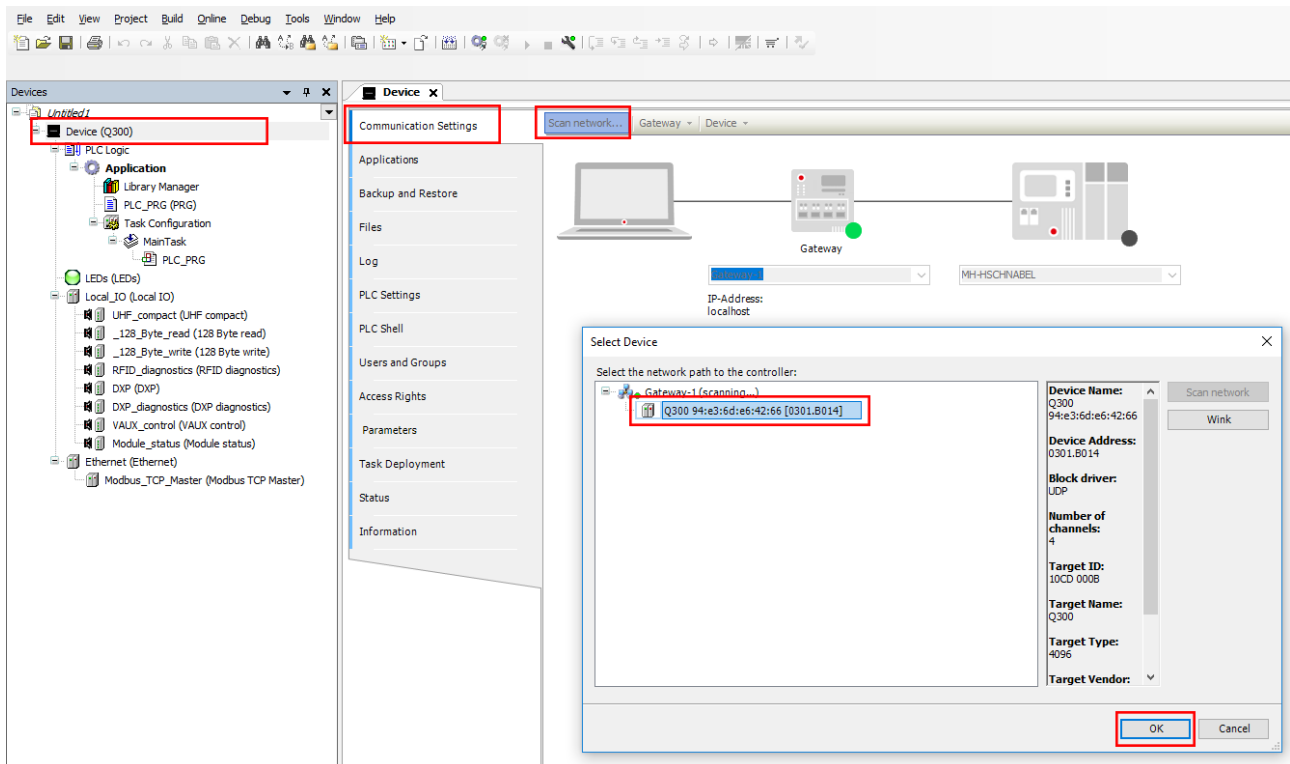 File Edit View Project Build Online Debug Tools Window Help
Devices
Untitled1
Device (Q300)
PLC Logic
Application
Library Manager
PLC_PRG (PRG)
Task Configuration
MainTask
PLC_PRG
LEDs (LEDs)
Local_IO (Local IO)
UHF_compact (UHF compact)
_128_Byte_read (128 Byte read)
_128_Byte_write (128 Byte write)
RFID_diagnostics (RFID diagnostics)
DXP (DXP)
DXP_diagnostics (DXP diagnostics)
VAUX_control (VAUX control)
Module_status (Module status)
Ethernet (Ethernet)
Modbus_TCP_Master (Modbus TCP Master)
Device
Communication Settings
Applications
Backup and Restore
Files
Log
PLC Settings
PLC Shell
Users and Groups
Access Rights
Parameters
Task Deployment
Status
Information
Scan network... Gateway Device
Gateway
Gateway-1
MH-HSCHNABEL
IP-Address:
localhost
Select Device
Select the network path to the controller:
Gateway-1 (scanning...)
Q300 94:e3:6d:e6:42:66 [0301.B014]
Device Name:
Q300
94:e3:6d:e6:42:66
Device Address:
0301.B014
Block driver:
UDP
Number of
channels:
4
Target ID:
10CD 000B
Target Name:
Q300
Target Type:
4096
Target Vendor:
Scan network
Wink
OK
Cancel